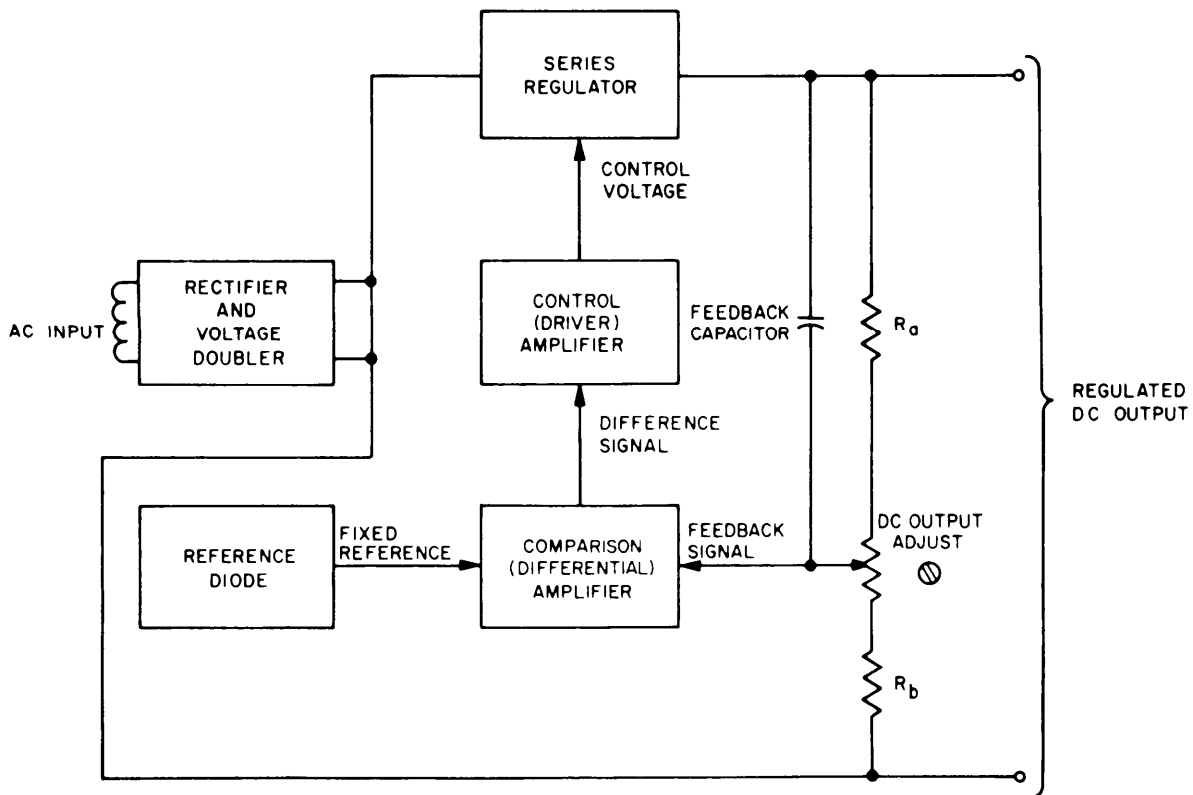 SERIES
REGULATOR
CONTROL
VOLTAGE
AC INPUT
RECTIFIER
AND
VOLTAGE
DOUBLER
CONTROL
(DRIVER)
AMPLIFIER
FEEDBACK
CAPACITOR
Ra
REGULATED
DC OUTPUT
DIFFERENCE
SIGNAL
REFERENCE
DIODE
FIXED
REFERENCE
COMPARISON
(DIFFERENTIAL)
AMPLIFIER
FEEDBACK
SIGNAL
DC OUTPUT
ADJUST
Rb